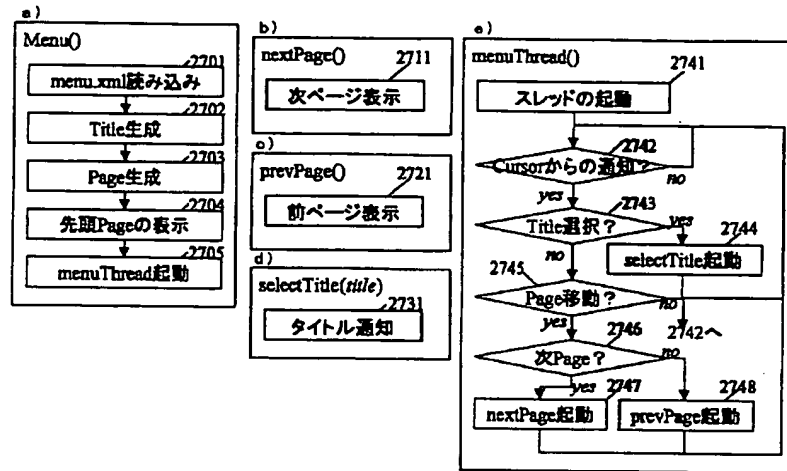 a)
Menu()
2701
menu.xml読み込み
2702
Title生成
2703
Page生成
2704
先頭Pageの表示
2705
menuThread起動
b)
nextPage()
2711
次ページ表示
c)
prevPage()
2721
前ページ表示
d)
selectTitle(title)
2731
タイトル通知
e)
menuThread()
2741
スレッドの起動
2742
Cursorからの通知?
no
yes
2743
Title選択?
yes
2744
no
selectTitle起動
2745
Page移動?
no
yes
2742へ
2746
次Page?
no
yes
2747
nextPage起動
2748
prevPage起動